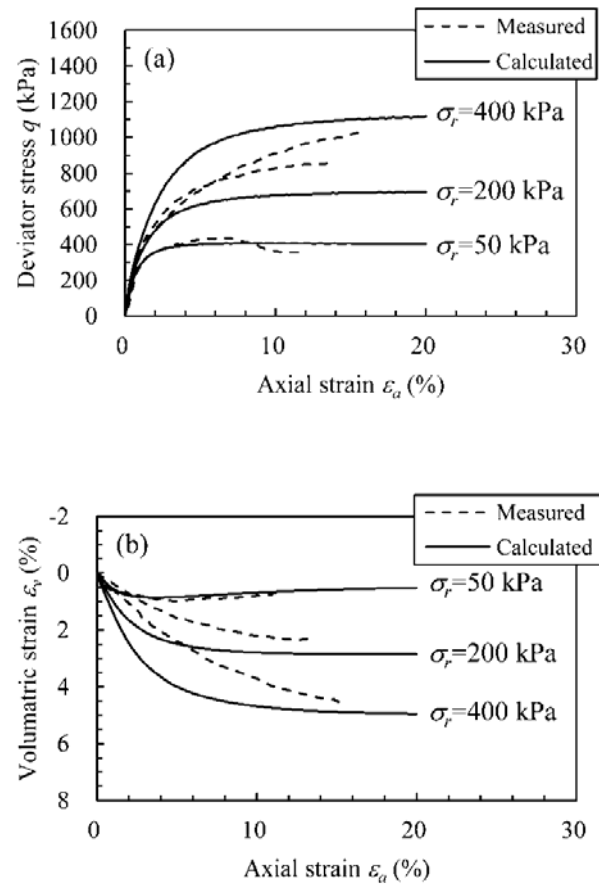 1600
1400
1200
1000
800
600
400
200
0
Deviator stress q (kPa)
(a)
Measured
Calculated
σr=400 kPa
σr=200 kPa
σr=50 kPa
0
10
20
30
Axial strain εa (%)
-2
0
2
4
6
8
Volumatric strain εv (%)
(b)
Measured
Calculated
σr=50 kPa
σr=200 kPa
σr=400 kPa
0
10
20
30
Axial strain εa (%)